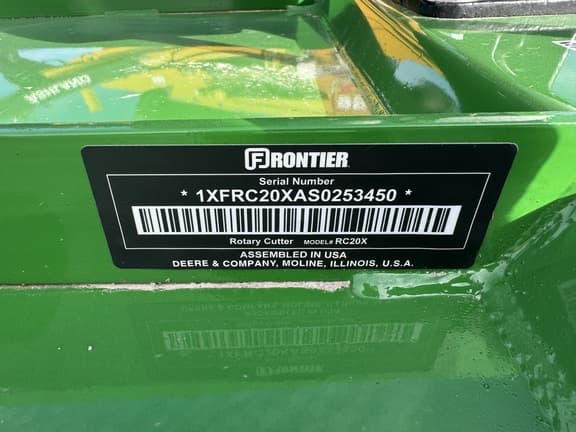 FRONTIER
Serial Number
* 1XFRC20XAS0253450 *
Rotary Cutter MODEL# RC20X
ASSEMBLED IN USA
DEERE & COMPANY, MOLINE, ILLINOIS, U.S.A.